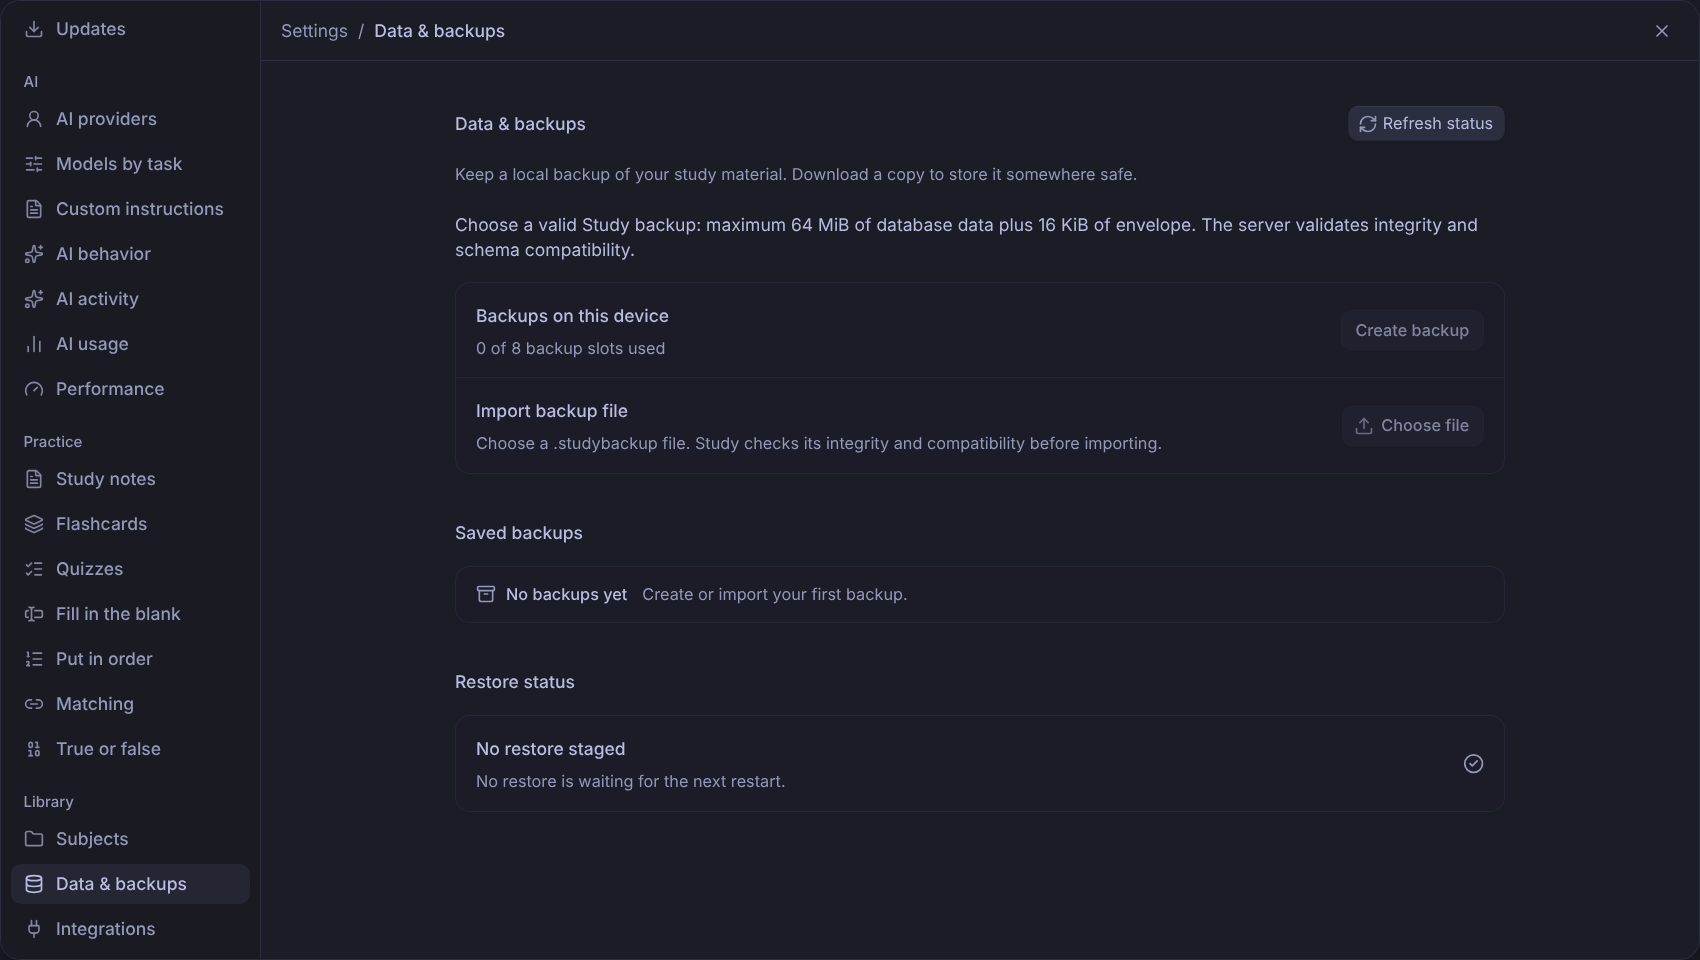 Updates
AI
AI providers
Models by task
Custom instructions
AI behavior
AI activity
AI usage
Performance
Practice
Study notes
Flashcards
Quizzes
Fill in the blank
Put in order
Matching
True or false
Library
Subjects
Data & backups
Integrations
Settings / Data & backups
Data & backups
Refresh status
Keep a local backup of your study material. Download a copy to store it somewhere safe.
Choose a valid Study backup: maximum 64 MiB of database data plus 16 KiB of envelope. The server validates integrity and
schema compatibility.
Backups on this device
0 of 8 backup slots used
Create backup
Import backup file
Choose a .studybackup file. Study checks its integrity and compatibility before importing.
Choose file
Saved backups
No backups yet Create or import your first backup.
Restore status
No restore staged
No restore is waiting for the next restart.